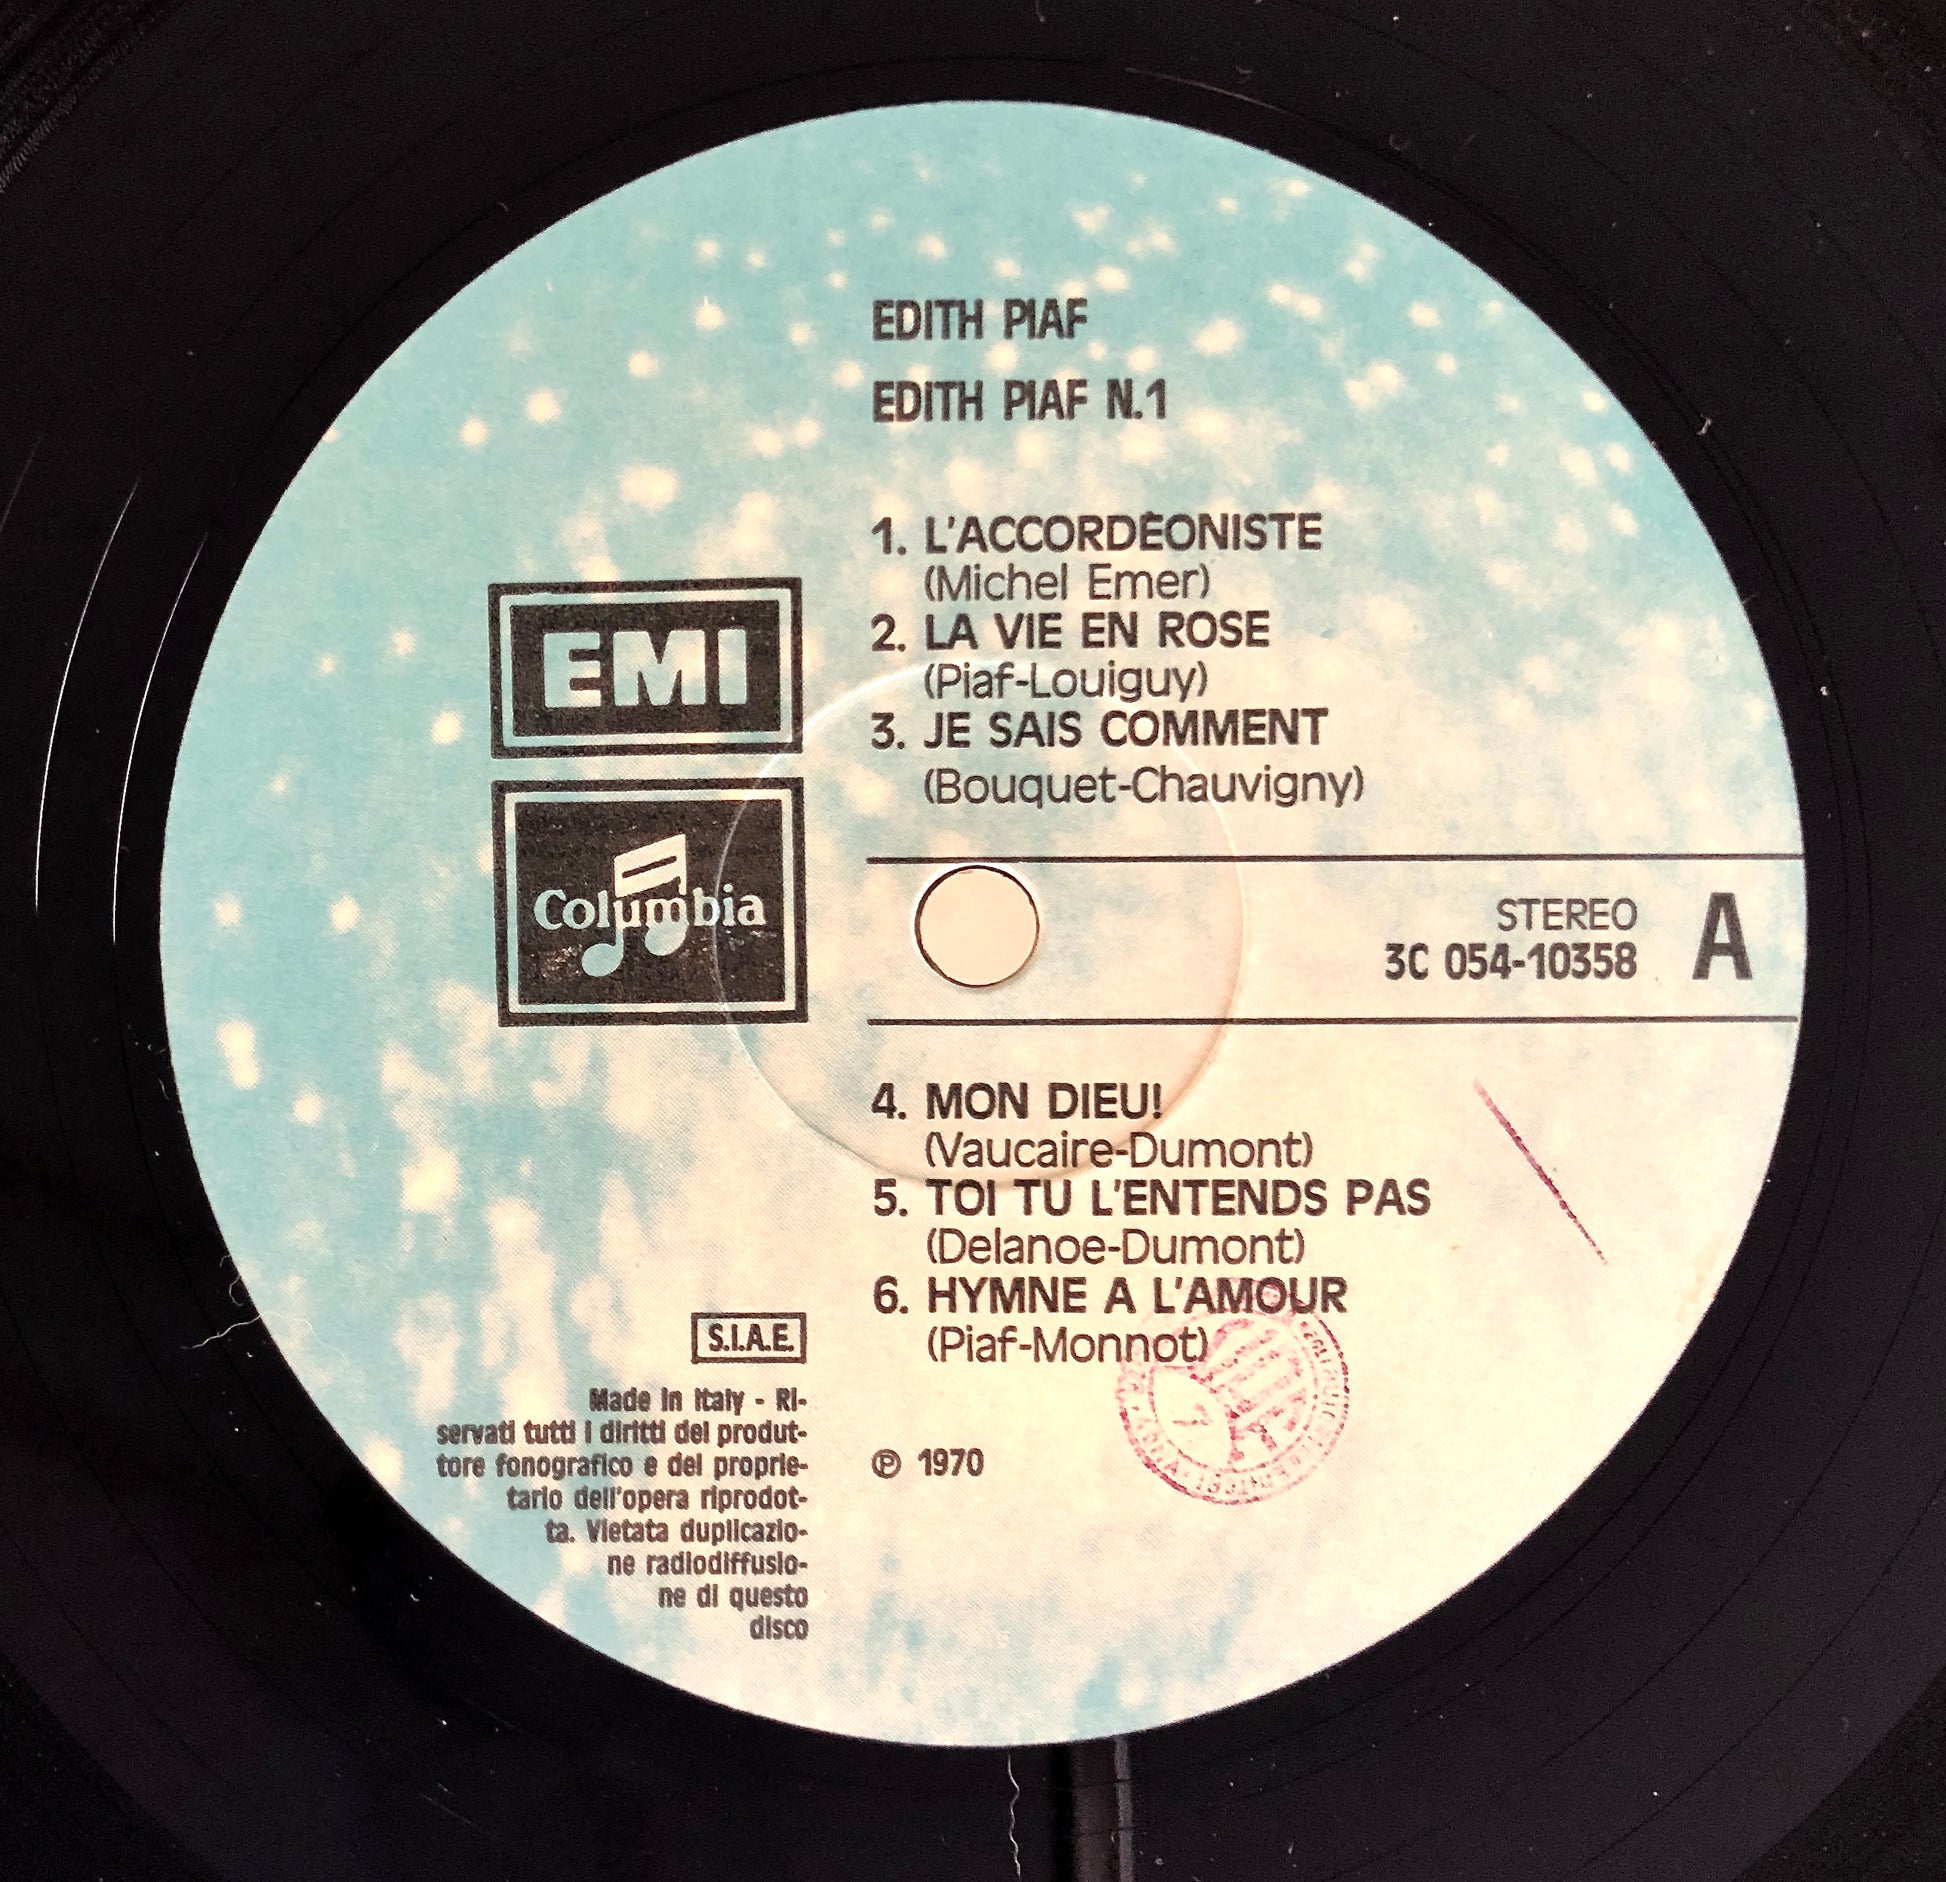 EDITH PIAF
EDITH PIAF N.1
1. L'ACCORDÉONISTE
(Michel Emer)
2. LA VIE EN ROSE
(Piaf-Louiguy)
3. JE SAIS COMMENT
(Bouquet-Chauvigny)
EMI
Columbia
STEREO
3C 054-10358
A
4. MON DIEU!
(Vaucaire-Dumont)
5. TOI TU L'ENTENDS PAS
(Delanoe-Dumont)
6. HYMNE A L'AMOUR
(Piaf-Monnot)
℗ 1970
S.I.A.E.
Made in Italy - Ri-
servati tutti i diritti del produt-
tore fonografico e del proprie-
tario dell'opera riprodot-
ta. Vietata duplicazio-
ne radiodiffusio-
ne di questo
disco